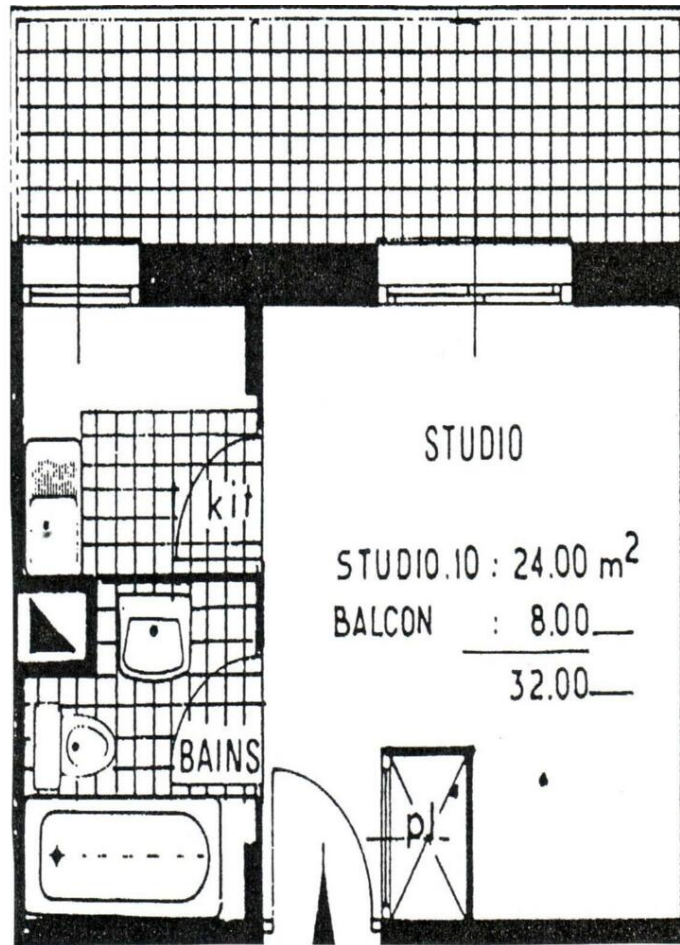 STUDIO
STUDIO.10 : 24.00 m²
BALCON : 8.00
32.00
kit
BAINS
pl